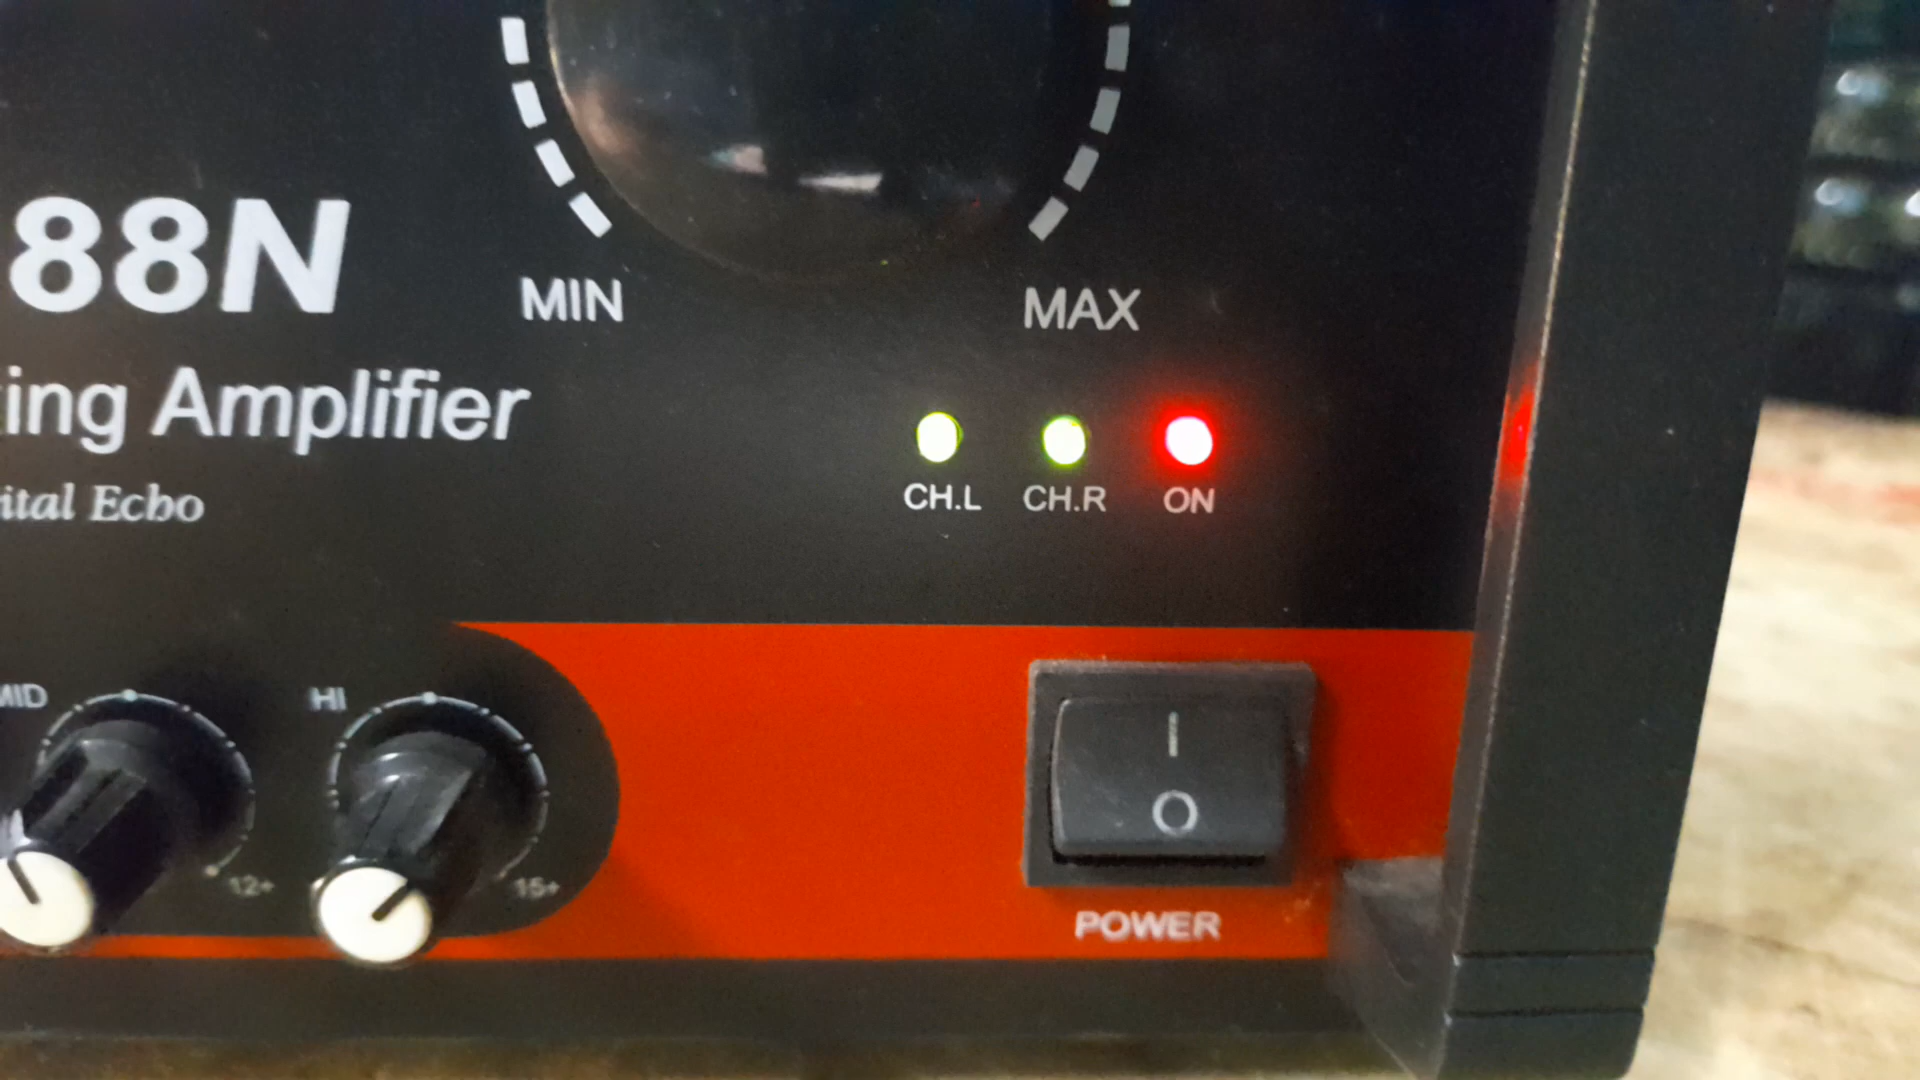 88N
MIN
MAX
ing Amplifier
ital Echo
CH.L
CH.R
ON
MID
HI
12+
15+
I
O
POWER